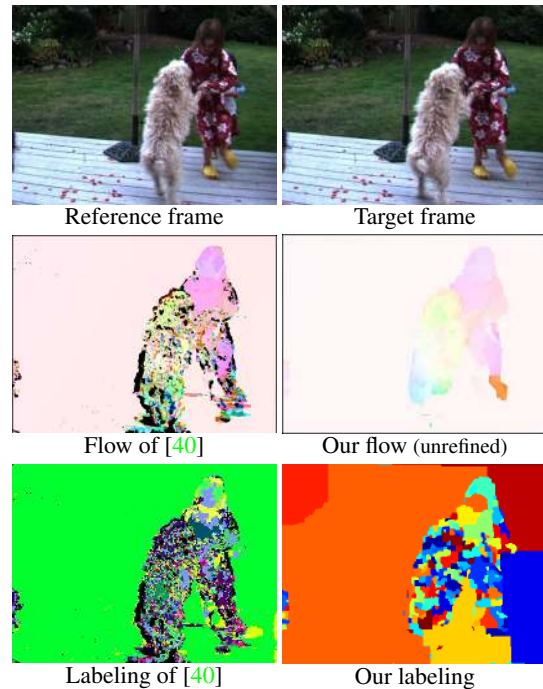 Reference frame
Target frame
Flow of [40]
Our flow (unrefined)
Labeling of [40]
Our labeling